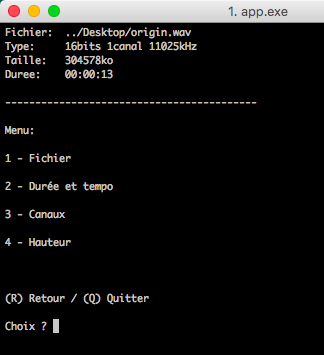 1. app.exe
Fichier: ../Desktop/origin.wav
Type: 16bits 1canal 11025kHz
Taille: 304578ko
Duree: 00:00:13
------------------------------------------
Menu:
1 - Fichier
2 - Durée et tempo
3 - Canaux
4 - Hauteur
(R) Retour / (Q) Quitter
Choix ?